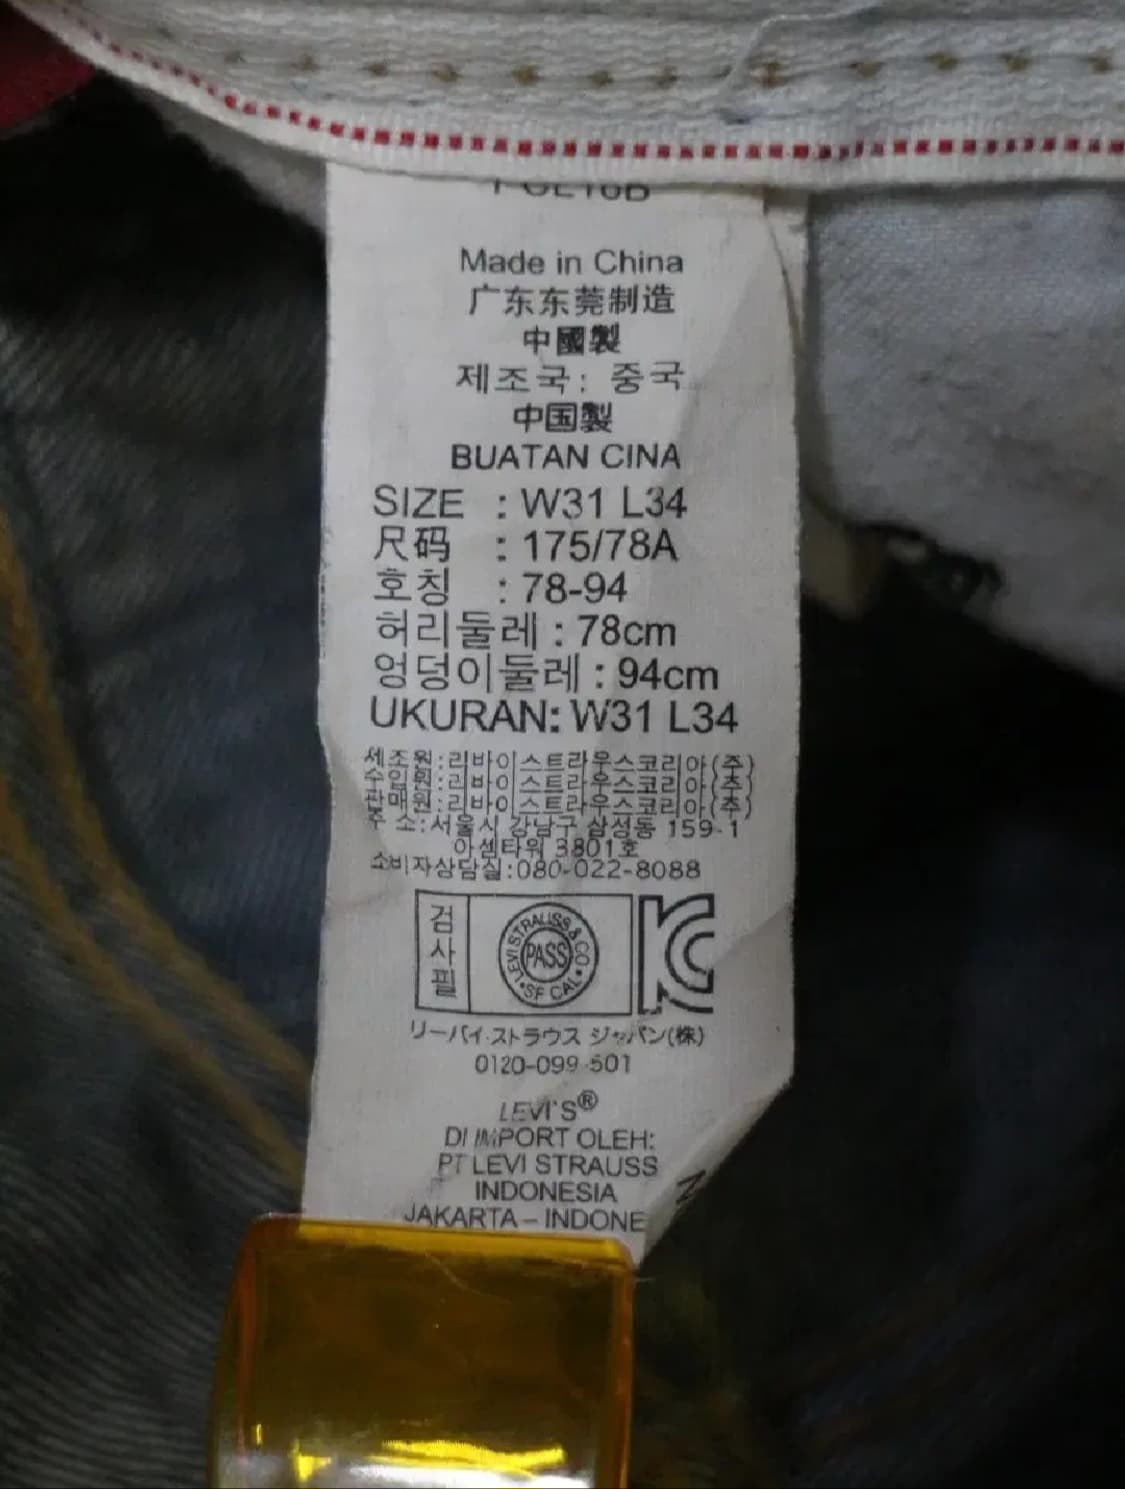 Made in China
广东东莞制造
中國製
제조국: 중국
中国製
BUATAN CINA
SIZE : W31 L34
尺码 : 175/78A
호칭 : 78-94
허리둘레 : 78cm
엉덩이둘레 : 94cm
UKURAN: W31 L34
제조원:리바이스트라우스코리아(주)
수입원:리바이스트라우스코리아(주)
판매원:리바이스트라우스코리아(주)
주 소:서울시 강남구 삼성동 159-1
아셈타워 3801호
소비자상담실:080-022-8088
검사필
LEVI STRAUSS & CO
PASS
SF CAL
KC
リーバイ·ストラウス ジャパン(株)
0120-099-501
LEVI'S®
DI IMPORT OLEH:
PT LEVI STRAUSS
INDONESIA
JAKARTA – INDONE
N